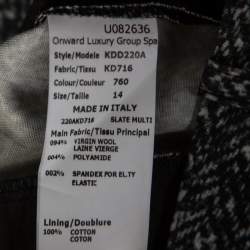 U082636
Onward Luxury Group Spa
Style/Modele KDD220A
Fabric/Tissu KD716
Colour/Couleur 760
Size/Taille 14
MADE IN ITALY
220AKD716 SLATE MULTI
Main Fabric/Tissu Principal
094% VIRGIN WOOL
LAINE VIERGE
004% POLYAMIDE
002% SPANDEX FOR EL.TY
ELASTIC
Lining/Doublure
100% COTTON
COTON